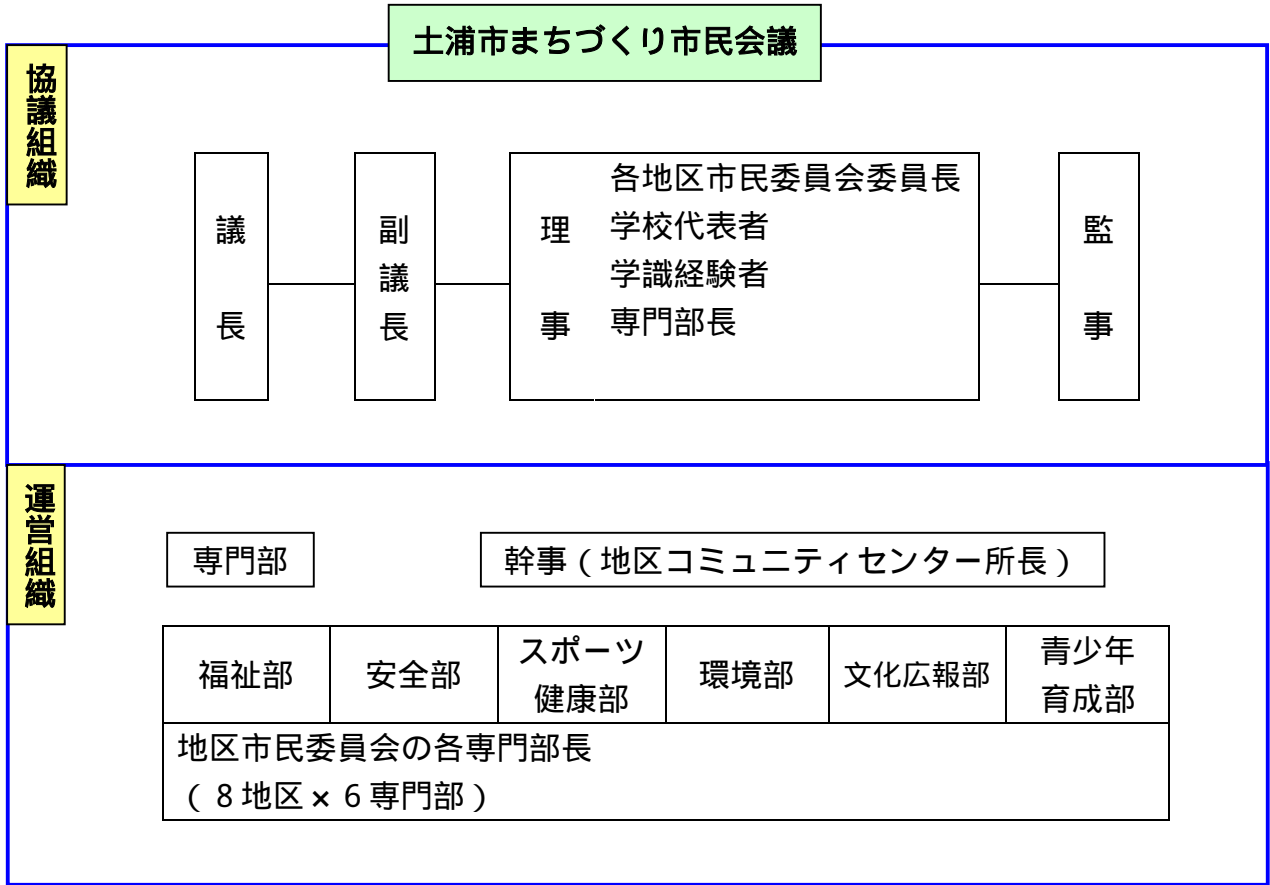 土浦市まちづくり市民会議
協議組織
議長
副議長
理事
各地区市民委員会委員長
学校代表者
学識経験者
専門部長
監事
運営組織
専門部
幹事（地区コミュニティセンター所長）
福祉部
安全部
スポーツ
健康部
環境部
文化広報部
青少年
育成部
地区市民委員会の各専門部長
（８地区×６専門部）